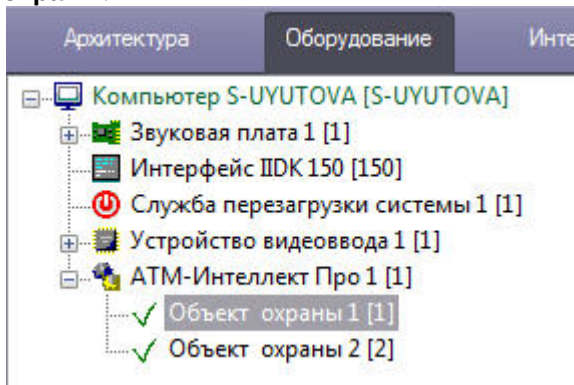 Архитектура Оборудование Инте
Компьютер S-UYUTOVA [S-UYUTOVA]
Звуковая плата 1 [1]
Интерфейс IIDK 150 [150]
Служба перезагрузки системы 1 [1]
Устройство видеоввода 1 [1]
АТМ-Интеллект Про 1 [1]
Объект охраны 1 [1]
Объект охраны 2 [2]